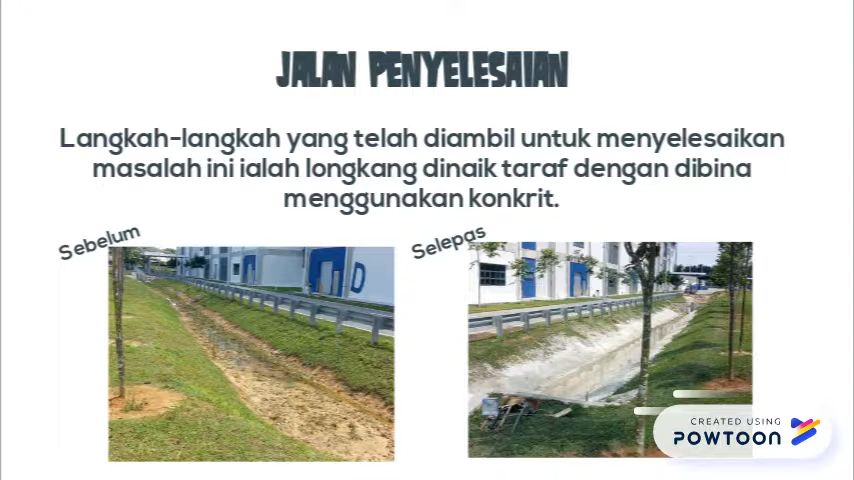 JALAN PENYELESAIAN
Langkah-langkah yang telah diambil untuk menyelesaikan
masalah ini ialah longkang dinaik taraf dengan dibina
menggunakan konkrit.
Sebelum
Selepas
D
CREATED USING
POWTOON